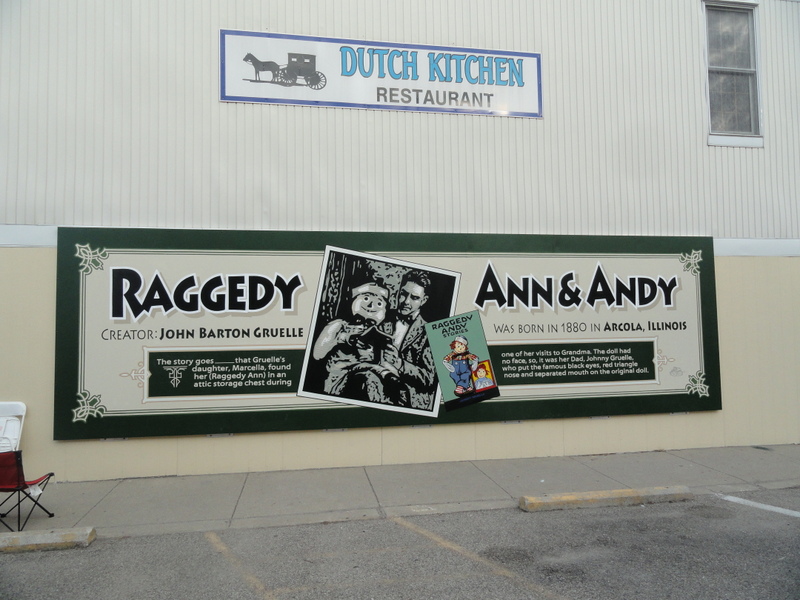 DUTCH KITCHEN
RESTAURANT
RAGGEDY ANN & ANDY
CREATOR: JOHN BARTON GRUELLE WAS BORN IN 1880 IN ARCOLA, ILLINOIS
The story goes.......that Gruelle's
daughter, Marcella, found
her (Raggedy Ann) in an
attic storage chest during
RAGGEDY
ANDY
STORIES
one of her visits to Grandma. The doll had
no face, so, it was her Dad, Johnny Gruelle,
who put the famous black eyes, red triangle
nose and separated mouth on the original doll.